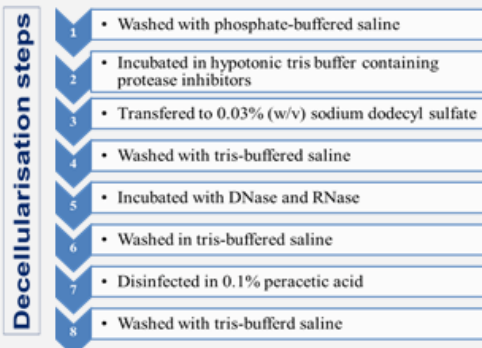 Decellularisation steps
1
• Washed with phosphate-buffered saline
2
• Incubated in hypotonic tris buffer containing
protease inhibitors
3
• Transfered to 0.03% (w/v) sodium dodecyl sulfate
4
• Washed with tris-buffered saline
5
• Incubated with DNase and RNase
6
• Washed in tris-buffered saline
7
• Disinfected in 0.1% peracetic acid
8
• Washed with tris-bufferd saline